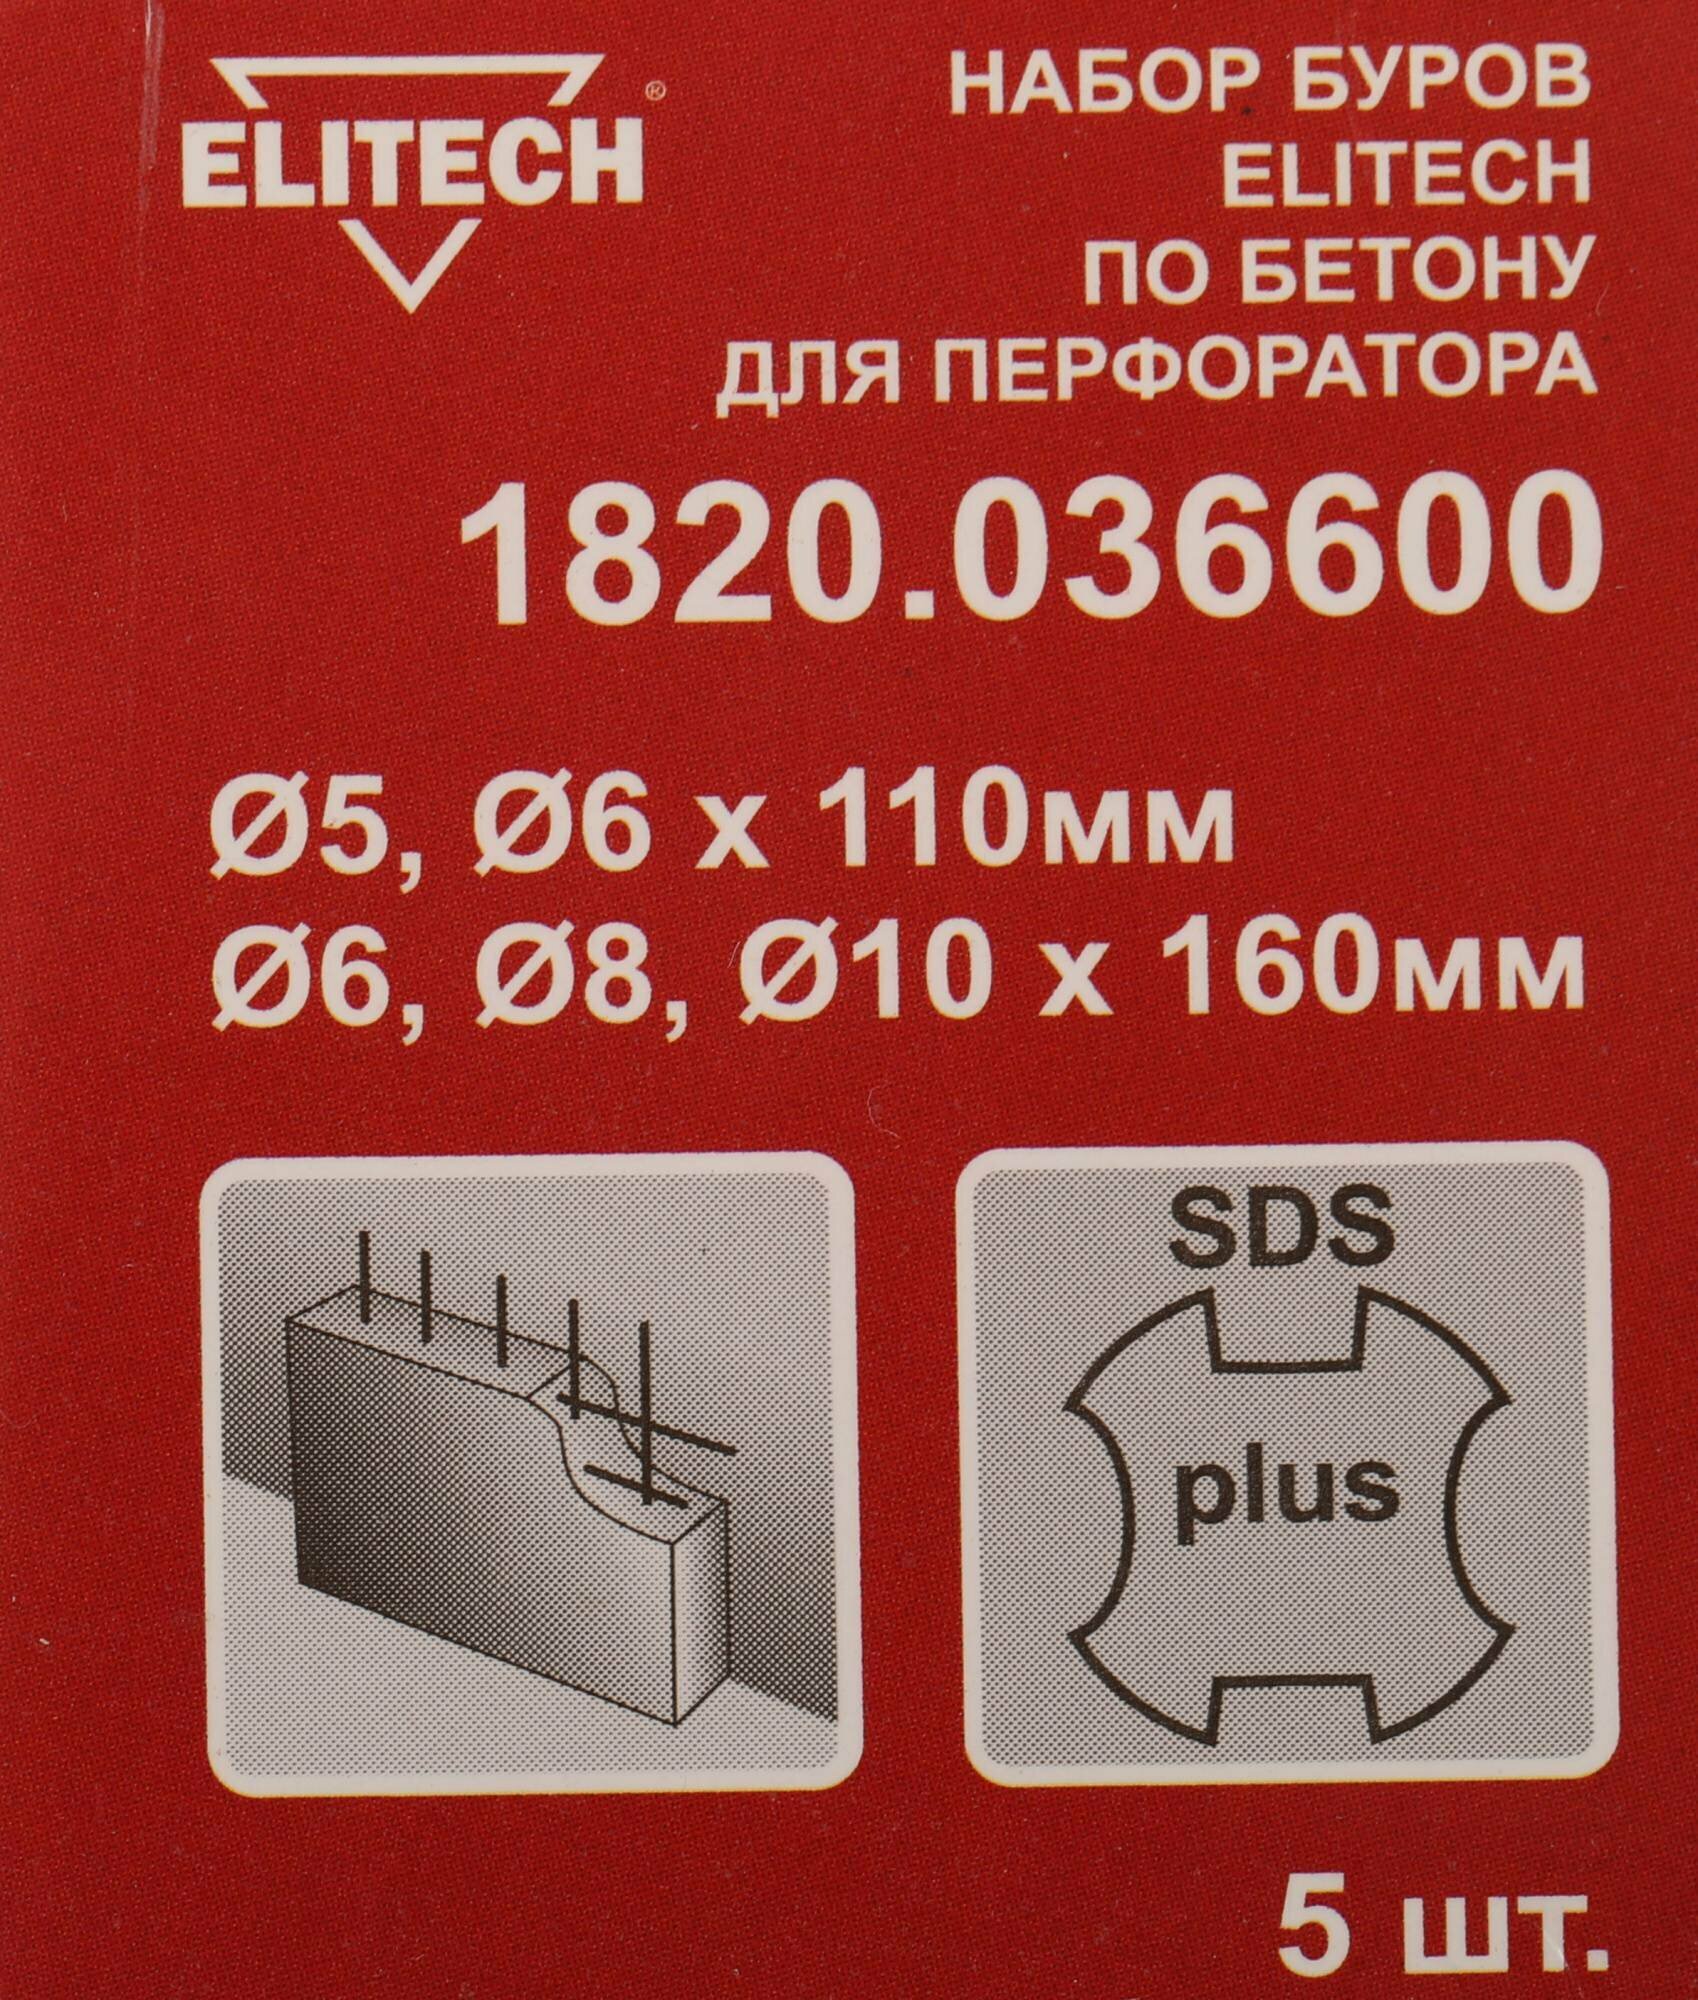 ELITECH®
НАБОР БУРОВ
ELITECH
ПО БЕТОНУ
ДЛЯ ПЕРФОРАТОРА
1820.036600
Ø5, Ø6 x 110мм
Ø6, Ø8, Ø10 x 160мм
SDS
plus
5 шт.